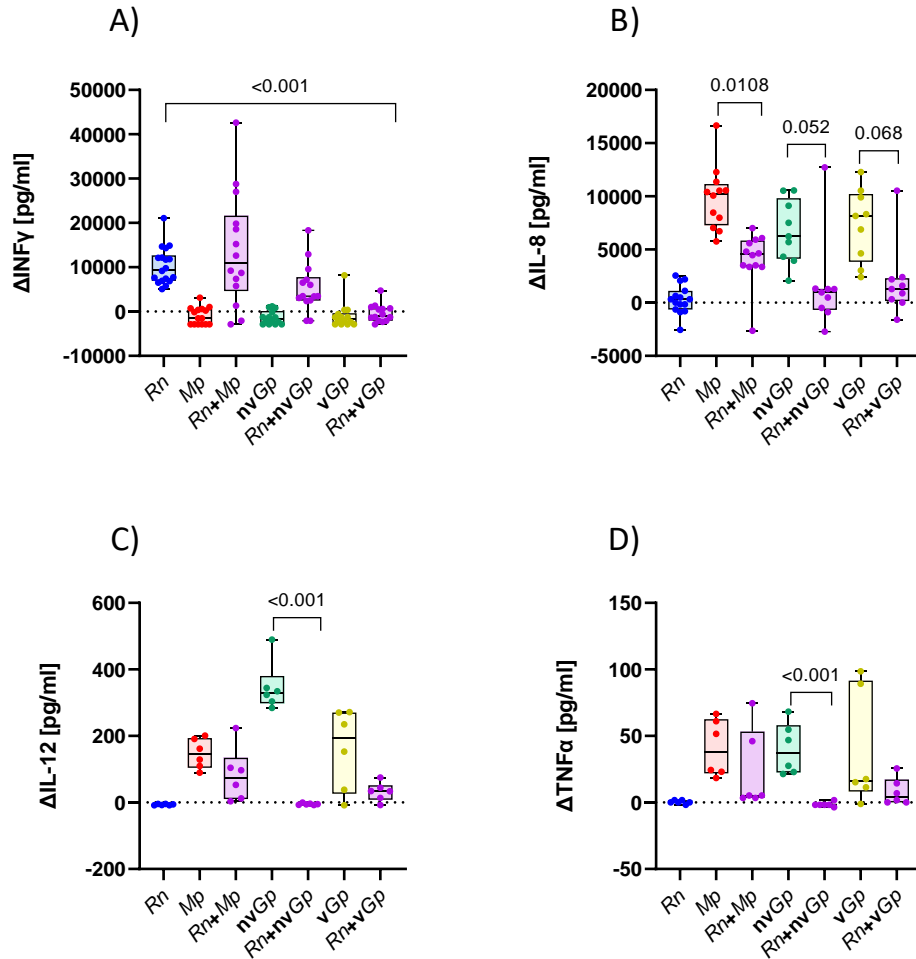 A)
<0.001
ΔINFγ [pg/ml]
50000
40000
30000
20000
10000
0
-10000
Rn
Mp
Rn+Mp
nvGp
Rn+nvGp
vGp
Rn+vGp
B)
0.0108
0.052
0.068
ΔIL-8 [pg/ml]
20000
15000
10000
5000
0
-5000
Rn
Mp
Rn+Mp
nvGp
Rn+nvGp
vGp
Rn+vGp
C)
<0.001
ΔIL-12 [pg/ml]
600
400
200
0
-200
Rn
Mp
Rn+Mp
nvGp
Rn+nvGp
vGp
Rn+vGp
D)
<0.001
ΔTNFα [pg/ml]
150
100
50
0
-50
Rn
Mp
Rn+Mp
nvGp
Rn+nvGp
vGp
Rn+vGp